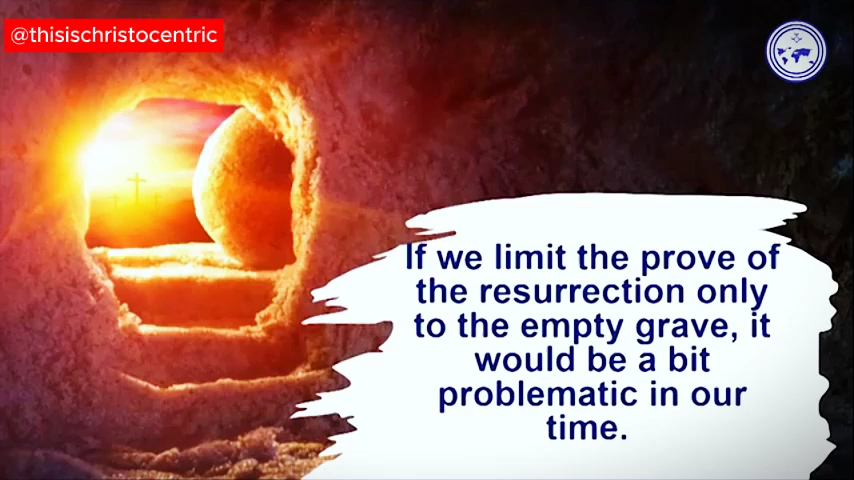 @thisischristocentric
If we limit the prove of
the resurrection only
to the empty grave, it
would be a bit
problematic in our
time.